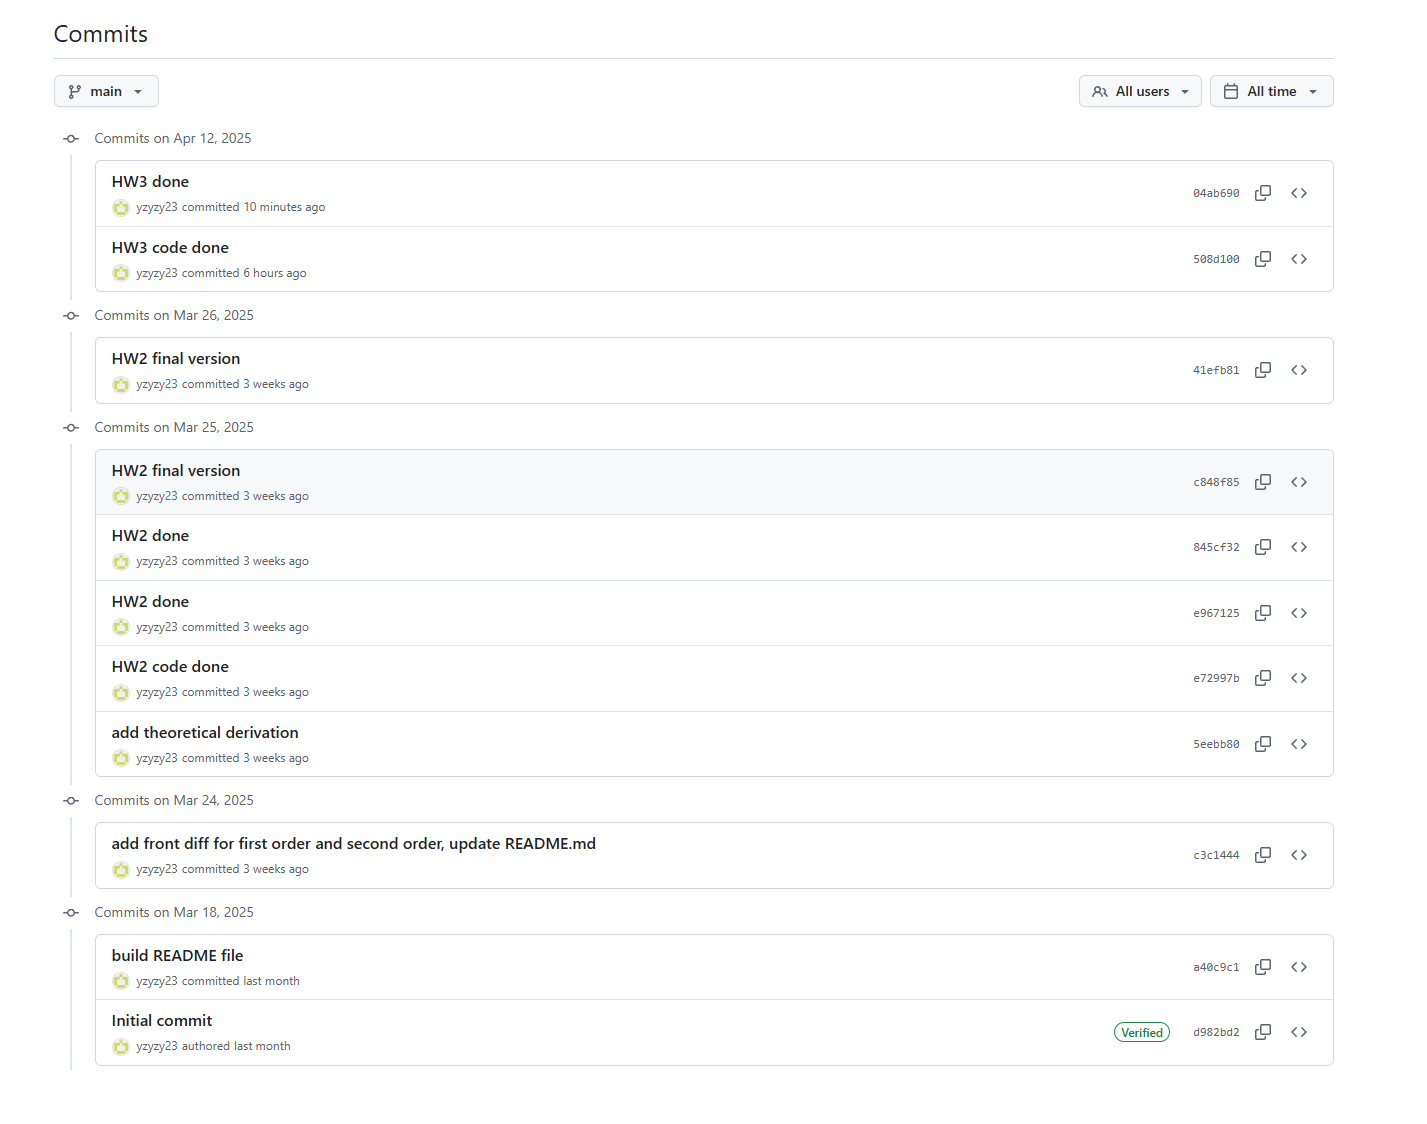 Commits
main
All users
All time
Commits on Apr 12, 2025
HW3 done
yzyzy23 committed 10 minutes ago
04ab690
HW3 code done
yzyzy23 committed 6 hours ago
508d100
Commits on Mar 26, 2025
HW2 final version
yzyzy23 committed 3 weeks ago
41efb81
Commits on Mar 25, 2025
HW2 final version
yzyzy23 committed 3 weeks ago
c848f85
HW2 done
yzyzy23 committed 3 weeks ago
845cf32
HW2 done
yzyzy23 committed 3 weeks ago
e967125
HW2 code done
yzyzy23 committed 3 weeks ago
e72997b
add theoretical derivation
yzyzy23 committed 3 weeks ago
5eebb80
Commits on Mar 24, 2025
add front diff for first order and second order, update README.md
yzyzy23 committed 3 weeks ago
c3c1444
Commits on Mar 18, 2025
build README file
yzyzy23 committed last month
a40c9c1
Initial commit
yzyzy23 authored last month
Verified
d982bd2